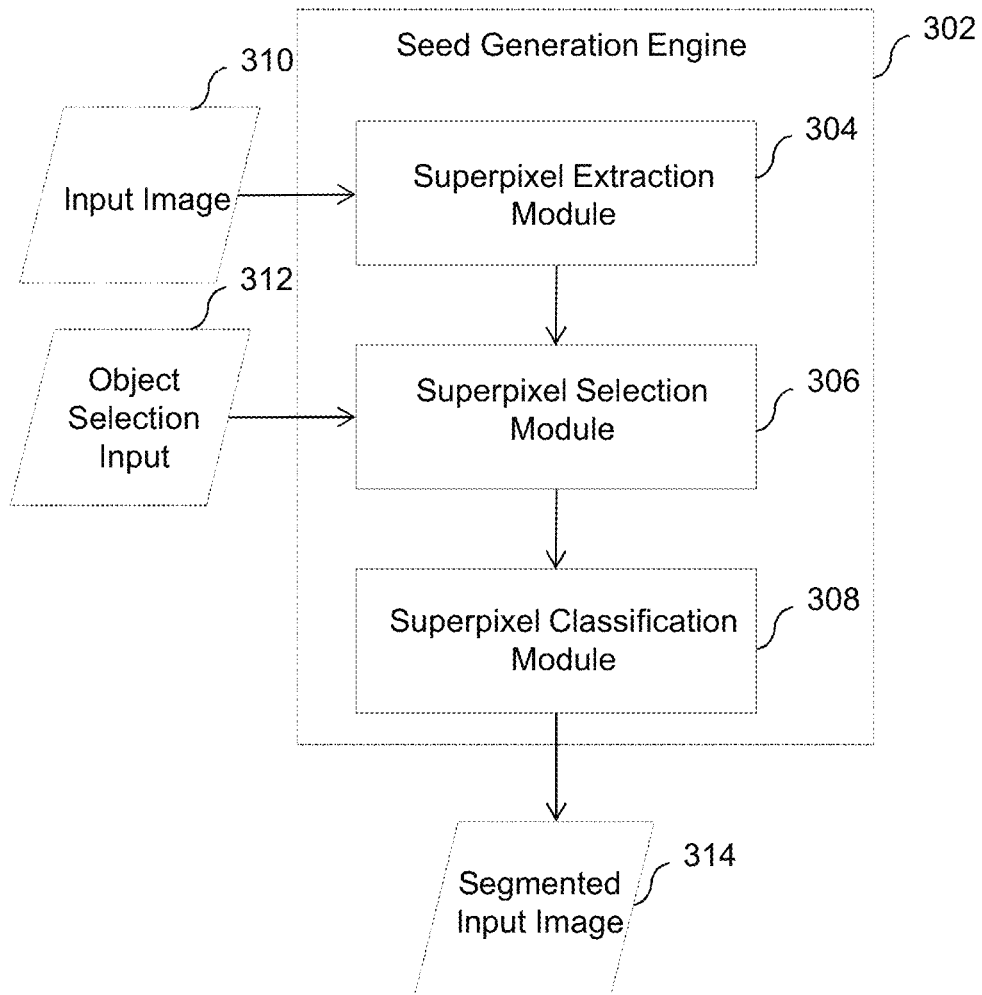 Seed Generation Engine
302
310
304
Input Image
Superpixel Extraction
Module
312
Object
Selection
Input
Superpixel Selection
Module
306
Superpixel Classification
Module
308
314
Segmented
Input Image